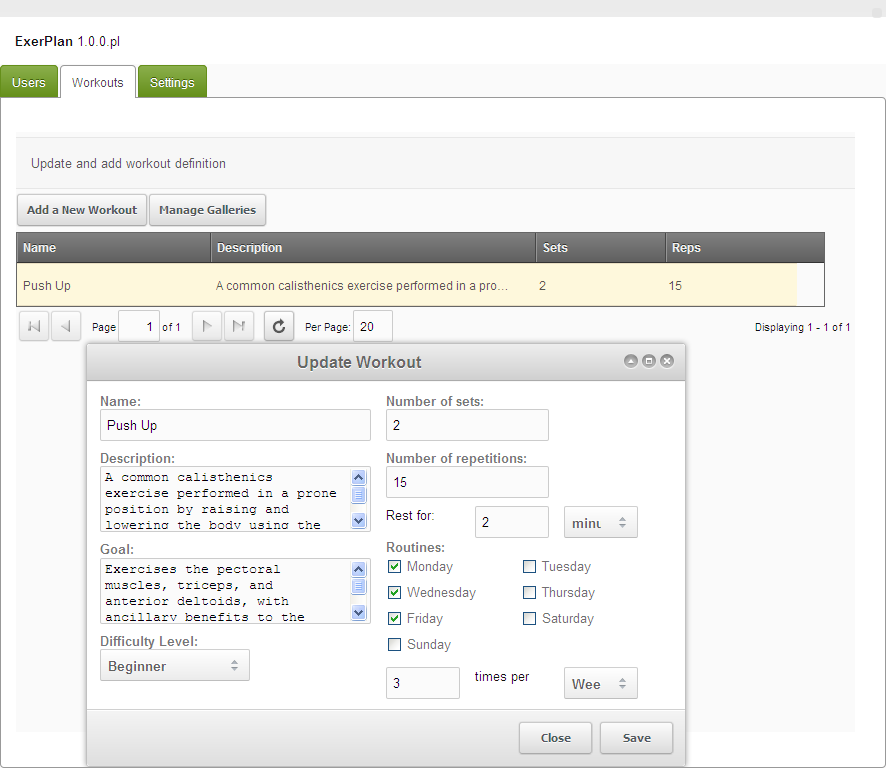 ExerPlan 1.0.0.pl
Users Workouts Settings
Update and add workout definition
Add a New Workout Manage Galleries
Name Description Sets Reps
Push Up A common calisthenics exercise performed in a pro... 2 15
Page 1 of 1 Per Page: 20 Displaying 1 - 1 of 1
Update Workout
Name:
Push Up
Description:
A common calisthenics
exercise performed in a prone
position by raising and
lowering the body using the
Goal:
Exercises the pectoral
muscles, triceps, and
anterior deltoids, with
ancillary benefits to the
Difficulty Level:
Beginner
Number of sets:
2
Number of repetitions:
15
Rest for: 2 minu
Routines:
Monday Tuesday
Wednesday Thursday
Friday Saturday
Sunday
3 times per Wee
Close Save